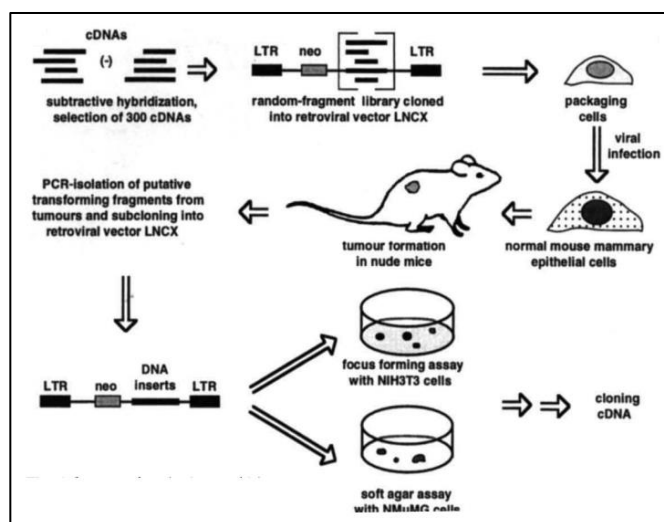 cDNAs
(-)
subtractive hybridization,
selection of 300 cDNAs
LTR neo LTR
random-fragment library cloned
into retroviral vector LNCX
packaging
cells
viral
infection
normal mouse mammary
epithelial cells
tumour formation
in nude mice
PCR-isolation of putative
transforming fragments from
tumours and subcloning into
retroviral vector LNCX
LTR neo DNA
inserts LTR
focus forming assay
with NIH3T3 cells
soft agar assay
with NMuMG cells
cloning
cDNA